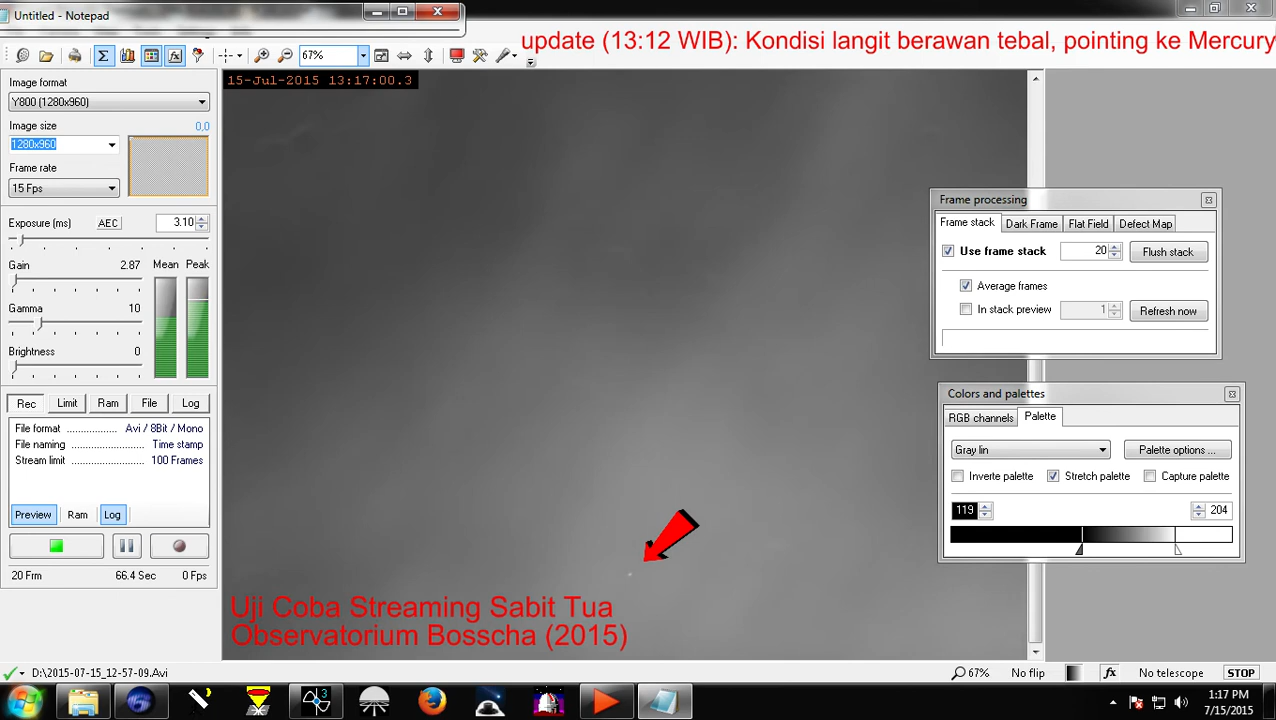 Untitled - Notepad
update (13:12 WIB): Kondisi langit berawan tebal, pointing ke Mercury
67%
Image format
Y800 (1280x960)
Image size 0,0
1280x960
Frame rate
15 Fps
Exposure (ms) AEC 3.10
Gain 2.87 Mean Peak
Gamma 10
Brightness 0
Rec Limit Ram File Log
File format Avi / 8Bit / Mono
File naming Time stamp
Stream limit 100 Frames
Preview Ram Log
20 Frm 66.4 Sec 0 Fps
15-Jul-2015 13:17:00.3
Uji Coba Streaming Sabit Tua
Observatorium Bosscha (2015)
Frame processing
Frame stack Dark Frame Flat Field Defect Map
Use frame stack 20 Flush stack
Average frames
In stack preview 1 Refresh now
Colors and palettes
RGB channels Palette
Gray lin Palette options ...
Inverte palette Stretch palette Capture palette
119 204
D:\2015-07-15_12-57-09.Avi 67% No flip fx No telescope STOP
3
1:17 PM
7/15/2015